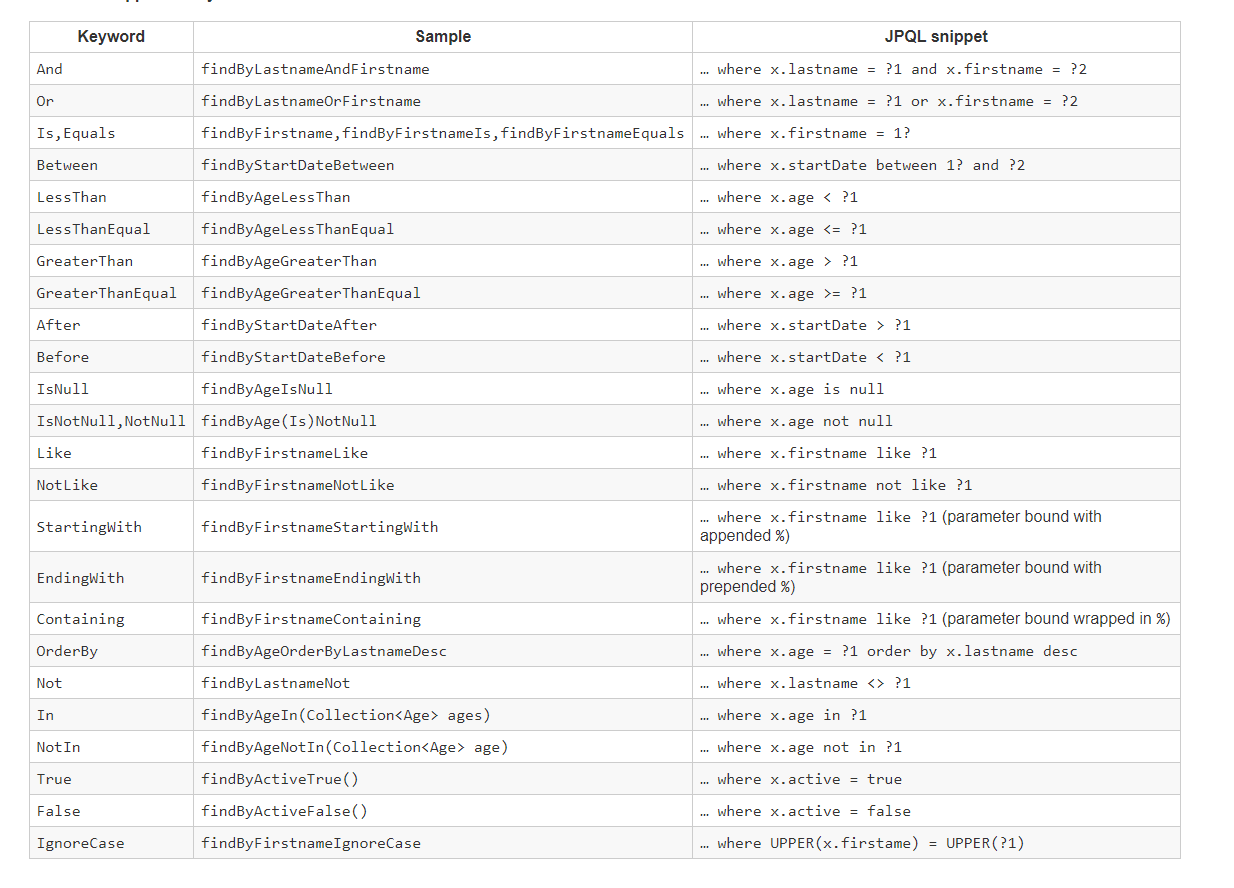 Keyword Sample JPQL snippet
And findByLastnameAndFirstname … where x.lastname = ?1 and x.firstname = ?2
Or findByLastnameOrFirstname … where x.lastname = ?1 or x.firstname = ?2
Is,Equals findByFirstname,findByFirstnameIs,findByFirstnameEquals … where x.firstname = 1?
Between findByStartDateBetween … where x.startDate between 1? and ?2
LessThan findByAgeLessThan … where x.age < ?1
LessThanEqual findByAgeLessThanEqual … where x.age <= ?1
GreaterThan findByAgeGreaterThan … where x.age > ?1
GreaterThanEqual findByAgeGreaterThanEqual … where x.age >= ?1
After findByStartDateAfter … where x.startDate > ?1
Before findByStartDateBefore … where x.startDate < ?1
IsNull findByAgeIsNull … where x.age is null
IsNotNull,NotNull findByAge(Is)NotNull … where x.age not null
Like findByFirstnameLike … where x.firstname like ?1
NotLike findByFirstnameNotLike … where x.firstname not like ?1
StartingWith findByFirstnameStartingWith … where x.firstname like ?1 (parameter bound with
appended %)
EndingWith findByFirstnameEndingWith … where x.firstname like ?1 (parameter bound with
prepended %)
Containing findByFirstnameContaining … where x.firstname like ?1 (parameter bound wrapped in %)
OrderBy findByAgeOrderByLastnameDesc … where x.age = ?1 order by x.lastname desc
Not findByLastnameNot … where x.lastname <> ?1
In findByAgeIn(Collection<Age> ages) … where x.age in ?1
NotIn findByAgeNotIn(Collection<Age> age) … where x.age not in ?1
True findByActiveTrue() … where x.active = true
False findByActiveFalse() … where x.active = false
IgnoreCase findByFirstnameIgnoreCase … where UPPER(x.firstame) = UPPER(?1)